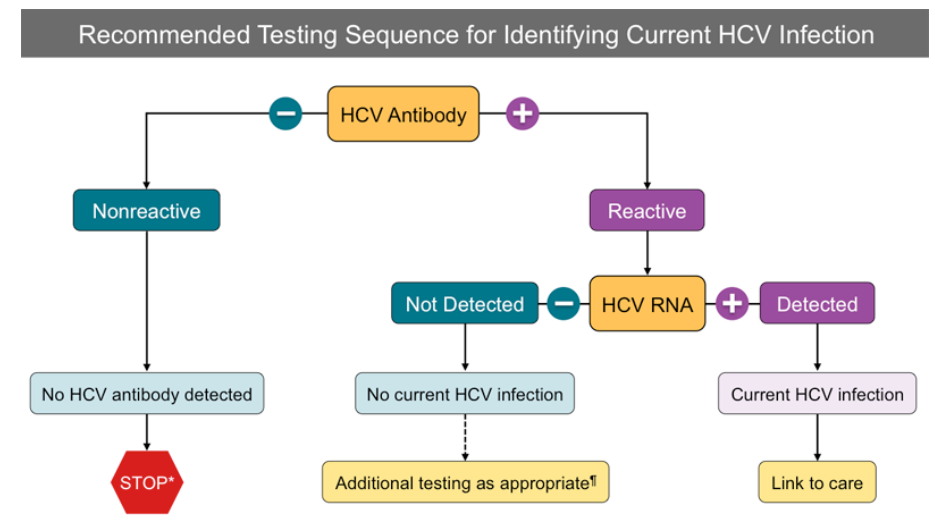 Recommended Testing Sequence for Identifying Current HCV Infection
HCV Antibody
Nonreactive
Reactive
Not Detected
HCV RNA
Detected
No HCV antibody detected
No current HCV infection
Current HCV infection
STOP*
Additional testing as appropriate¶
Link to care